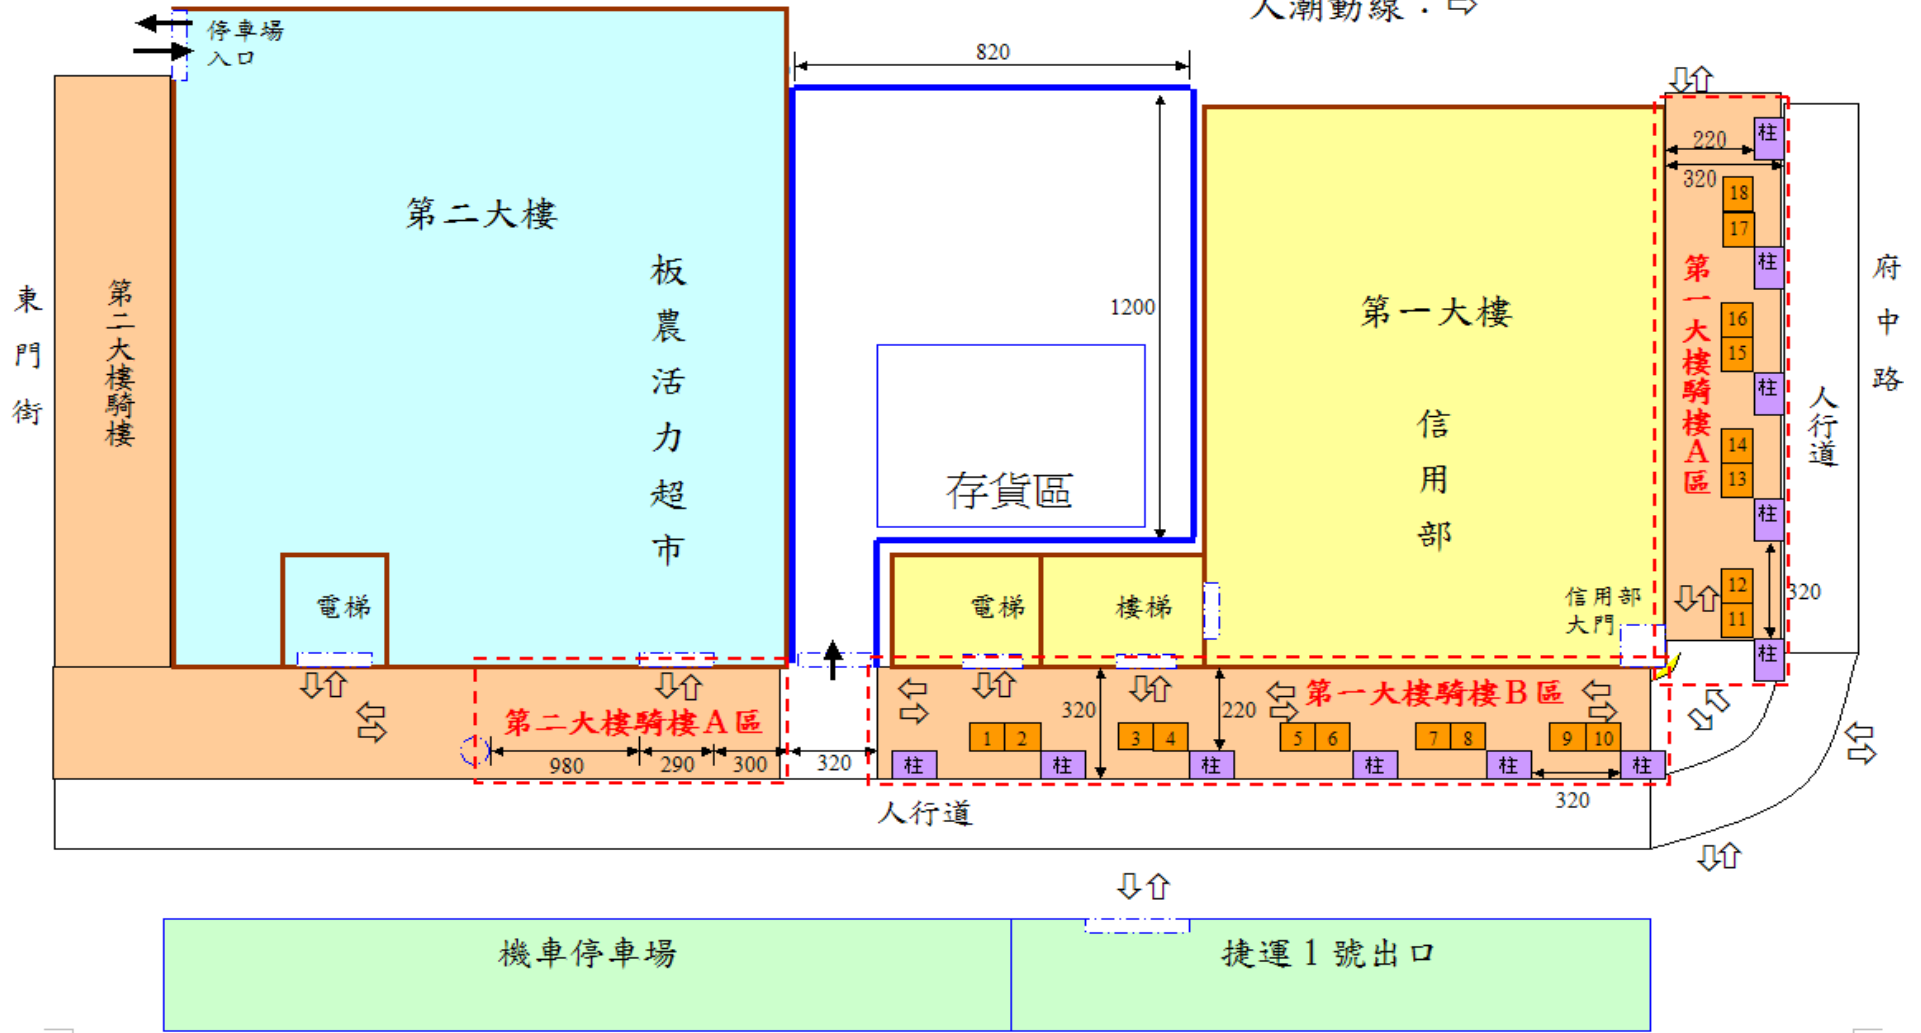 人潮動線：⇨
停車場
入口
820
220
柱
320
18
17
柱
第二大樓
板農活力超市
東門街
第二大樓騎樓
1200
第一大樓
信用部
第一大樓騎樓A區
府中路
16
15
柱
人行道
14
13
柱
存貨區
電梯
電梯
樓梯
信用部
大門
12
11
320
柱
第二大樓騎樓A區
320
220
第一大樓騎樓B區
1
2
3
4
5
6
7
8
9
10
980
290
300
320
柱
柱
柱
柱
柱
柱
320
人行道
機車停車場
捷運1號出口